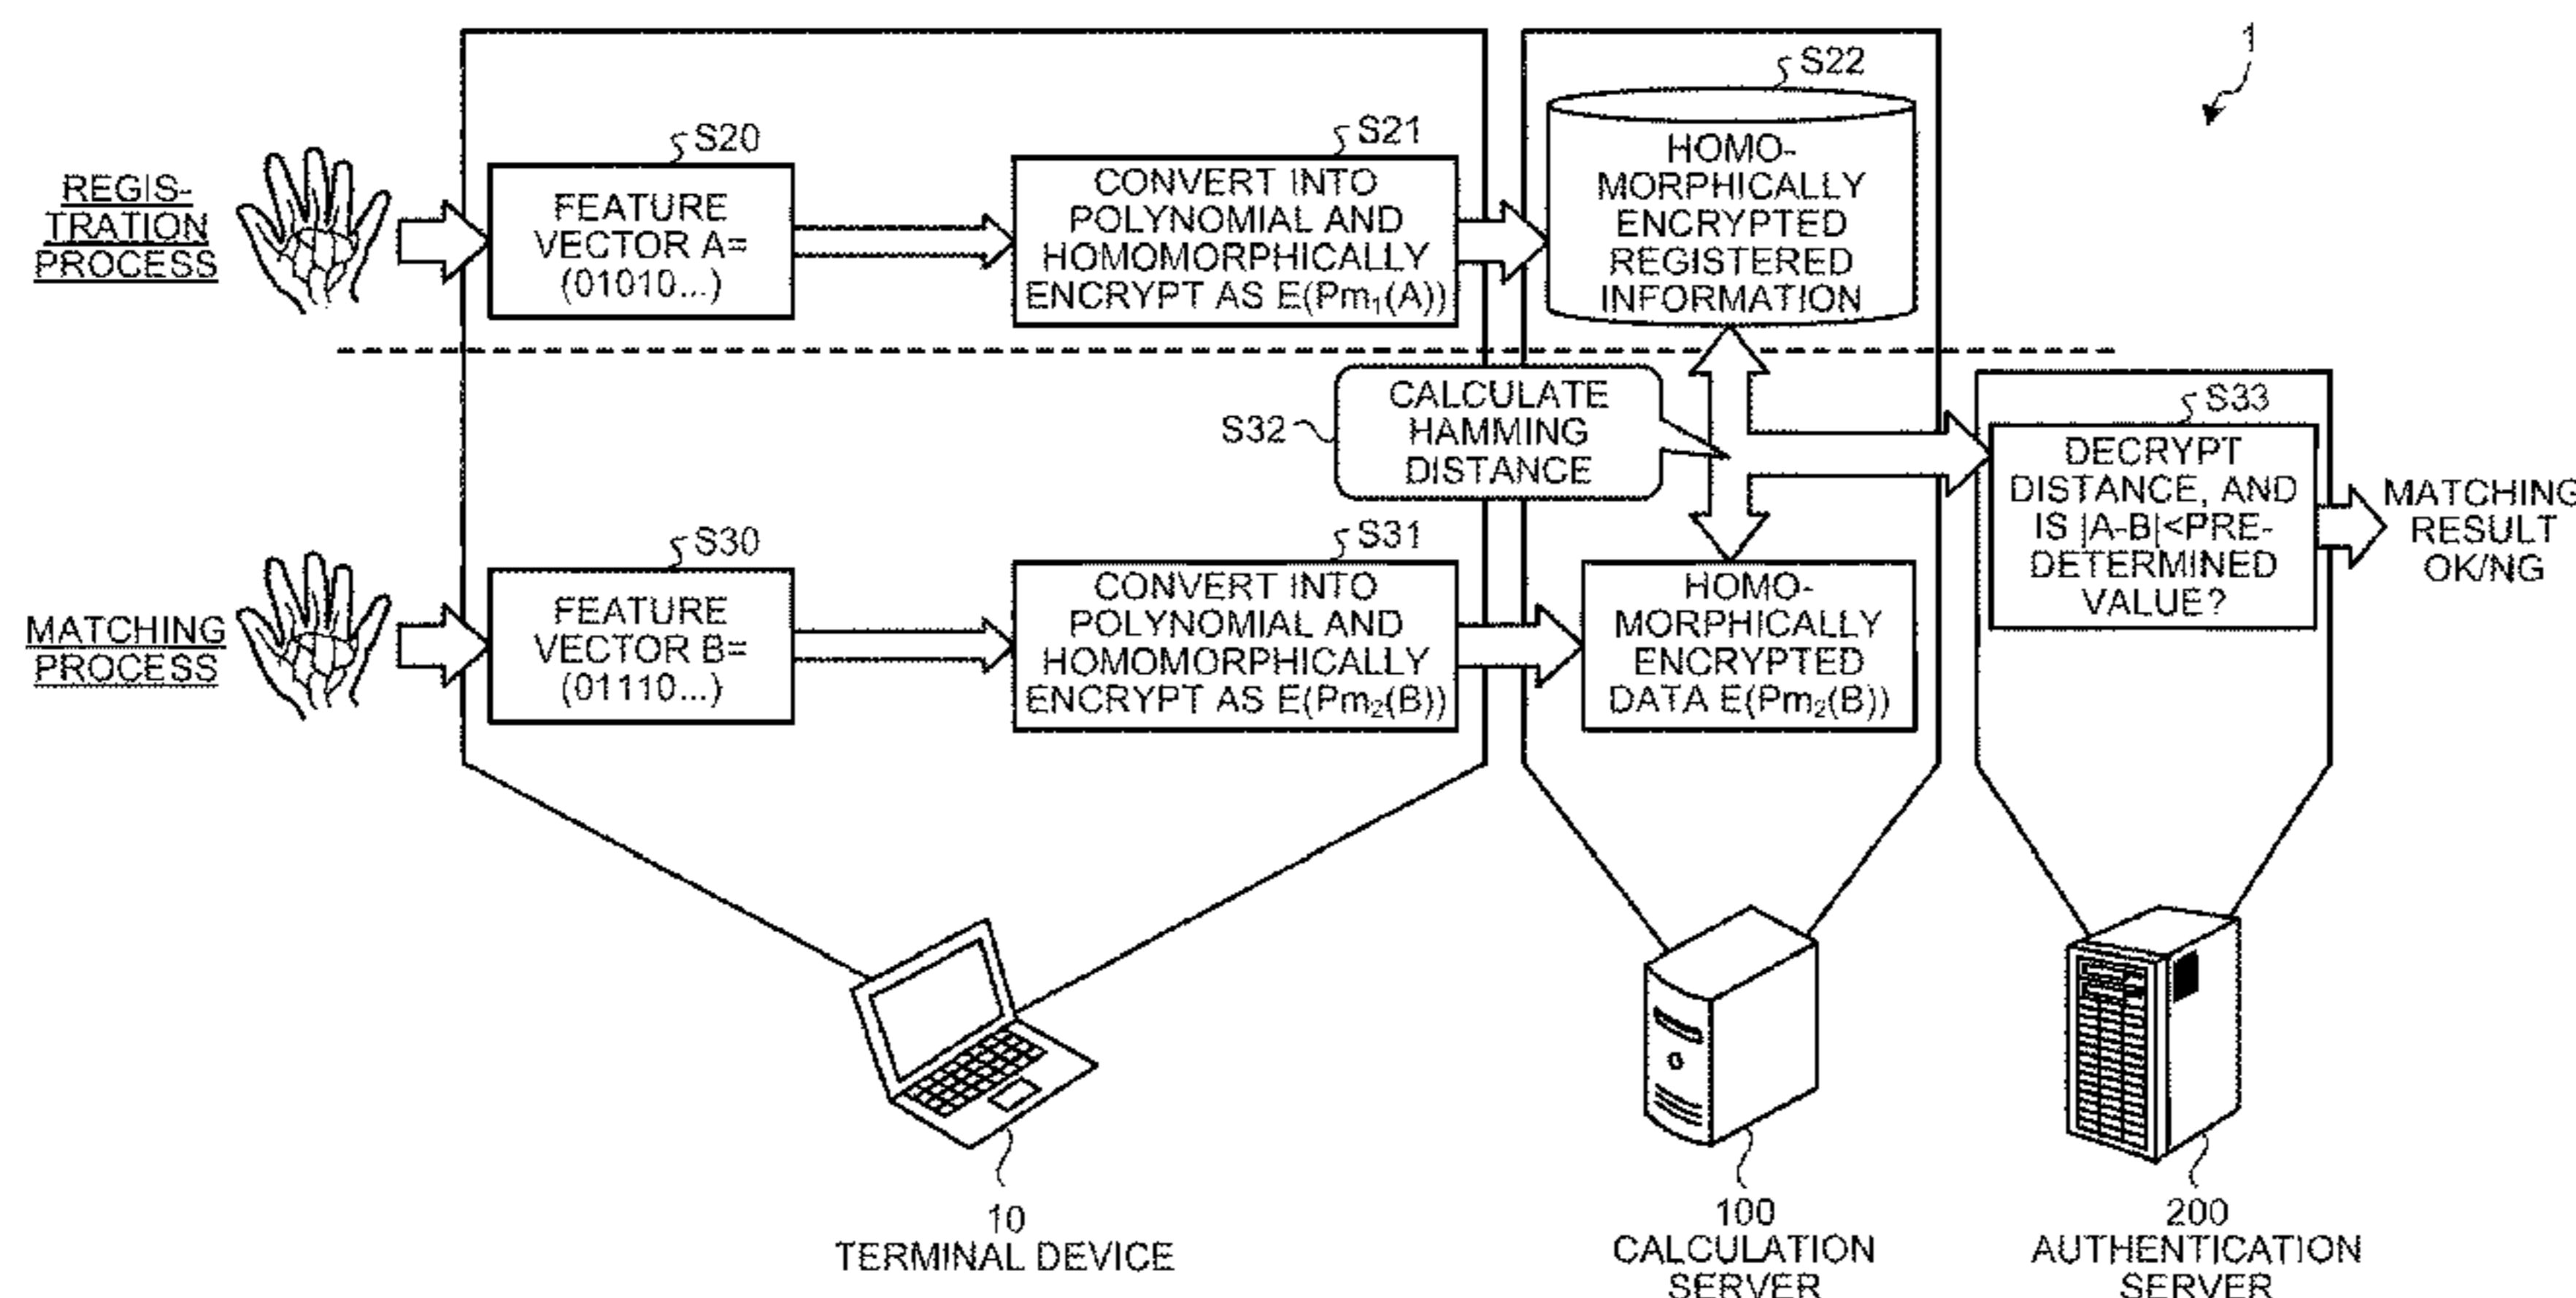 1
REGIS-
TRATION
PROCESS
S20
FEATURE
VECTOR A=
(01010...)
S21
CONVERT INTO
POLYNOMIAL AND
HOMOMORPHICALLY
ENCRYPT AS E(Pm₁(A))
S22
HOMO-
MORPHICALLY
ENCRYPTED
REGISTERED
INFORMATION
S32
CALCULATE
HAMMING
DISTANCE
S33
DECRYPT
DISTANCE, AND
IS |A-B|<PRE-
DETERMINED
VALUE?
MATCHING
RESULT
OK/NG
MATCHING
PROCESS
S30
FEATURE
VECTOR B=
(01110...)
S31
CONVERT INTO
POLYNOMIAL AND
HOMOMORPHICALLY
ENCRYPT AS E(Pm₂(B))
HOMO-
MORPHICALLY
ENCRYPTED
DATA E(Pm₂(B))
10
TERMINAL DEVICE
100
CALCULATION
SERVER
200
AUTHENTICATION
SERVER